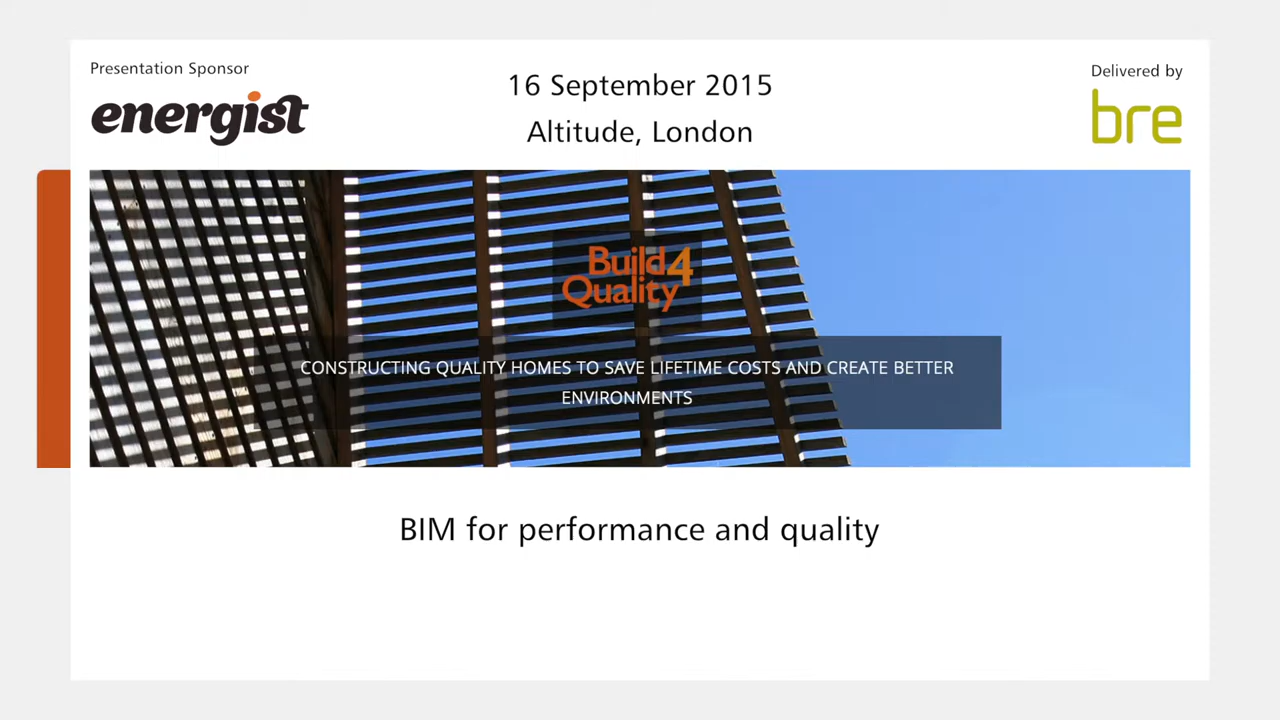 Presentation Sponsor
energist
16 September 2015
Altitude, London
Delivered by
bre
Build4
Quality
CONSTRUCTING QUALITY HOMES TO SAVE LIFETIME COSTS AND CREATE BETTER
ENVIRONMENTS
BIM for performance and quality